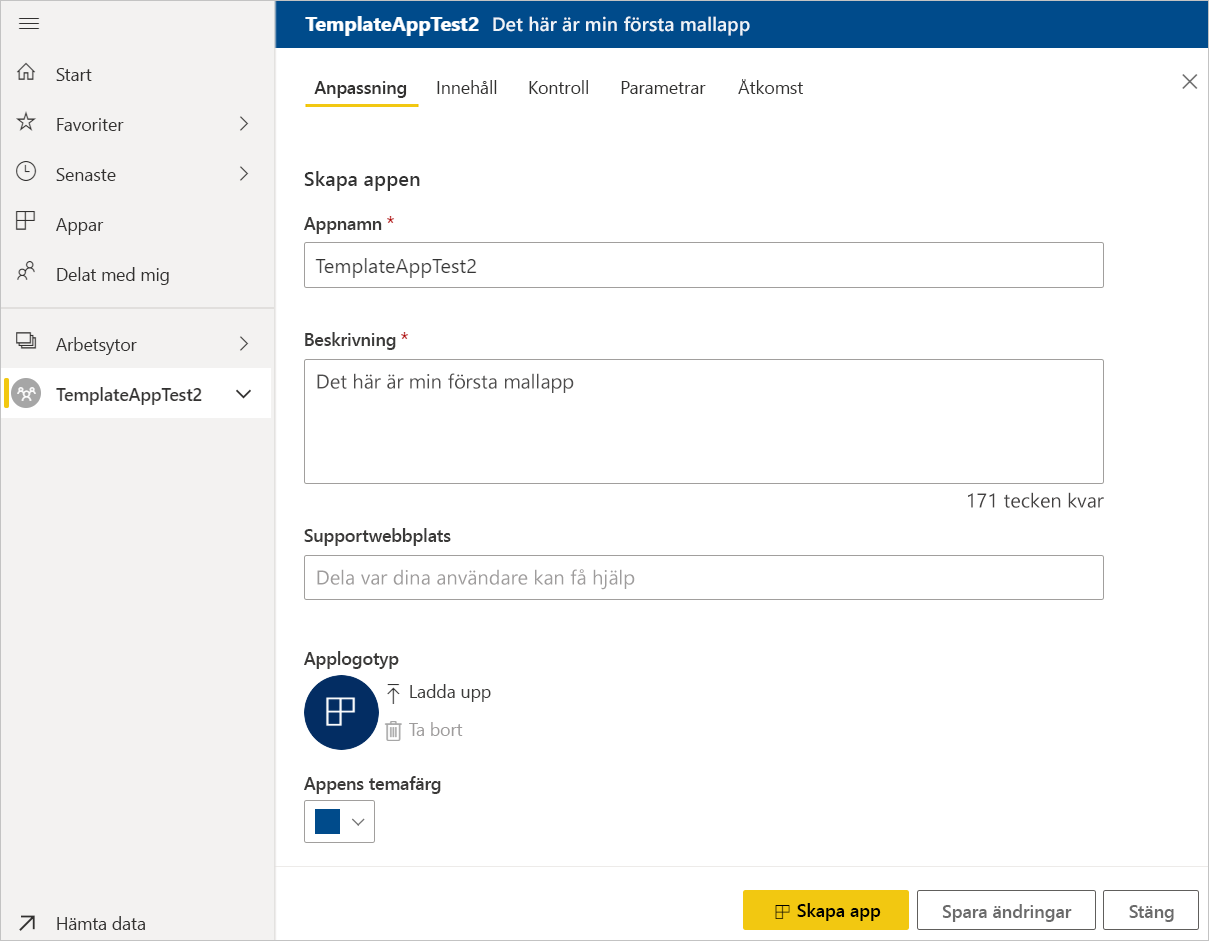 TemplateAppTest2 Det här är min första mallapp
Start
Favoriter
Senaste
Appar
Delat med mig
Arbetsytor
TemplateAppTest2
Hämta data
Anpassning Innehåll Kontroll Parametrar Åtkomst
Skapa appen
Appnamn *
TemplateAppTest2
Beskrivning *
Det här är min första mallapp
171 tecken kvar
Supportwebbplats
Dela var dina användare kan få hjälp
Applogotyp
Ladda upp
Ta bort
Appens temafärg
Skapa app Spara ändringar Stäng